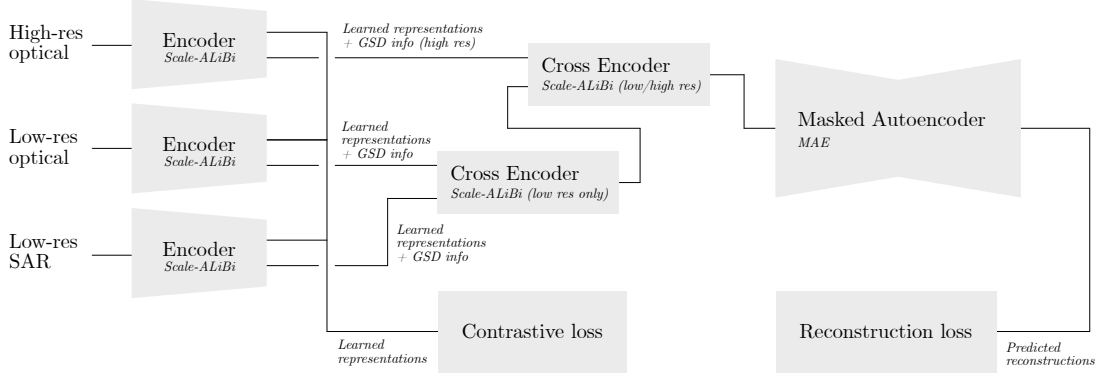 High-res
optical
Encoder
Scale-ALiBi
Learned representations
+ GSD info (high res)
Cross Encoder
Scale-ALiBi (low/high res)
Masked Autoencoder
MAE
Low-res
optical
Encoder
Scale-ALiBi
Learned
representations
+ GSD info
Cross Encoder
Scale-ALiBi (low res only)
Low-res
SAR
Encoder
Scale-ALiBi
Learned
representations
+ GSD info
Contrastive loss
Learned
representations
Reconstruction loss
Predicted
reconstructions